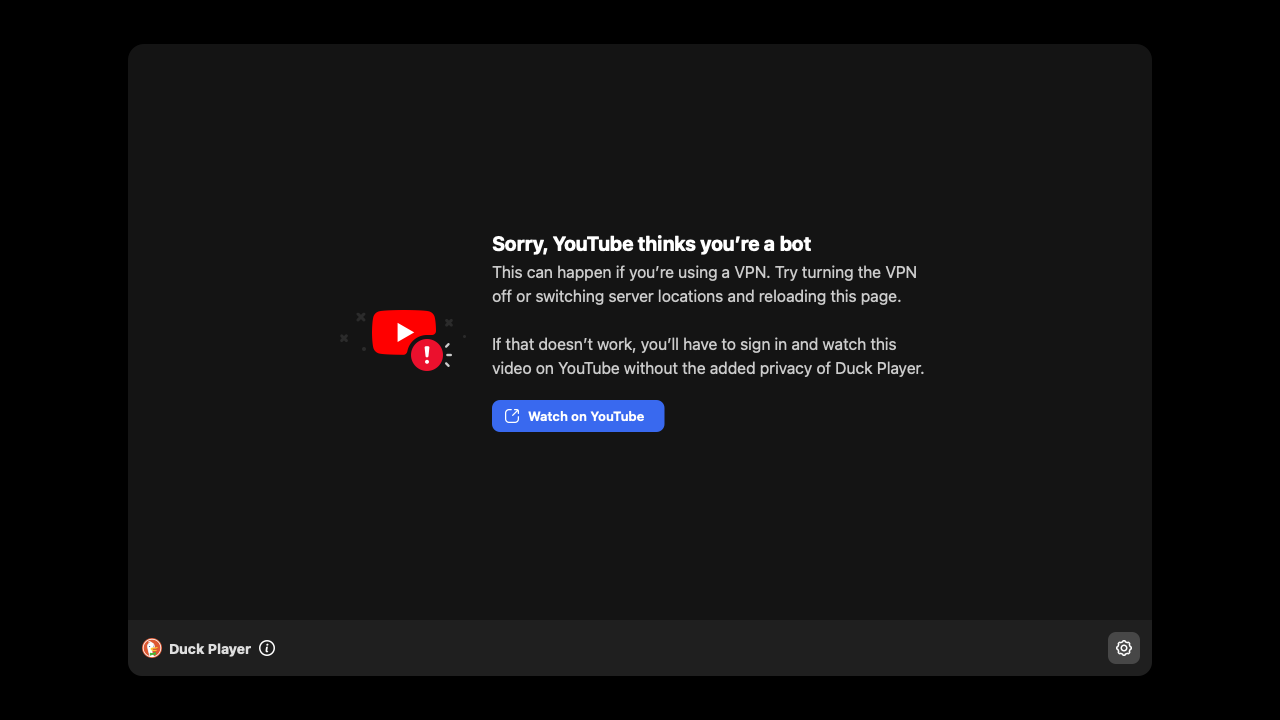 Sorry, YouTube thinks you’re a bot
This can happen if you’re using a VPN. Try turning the VPN
off or switching server locations and reloading this page.
If that doesn’t work, you’ll have to sign in and watch this
video on YouTube without the added privacy of Duck Player.
Watch on YouTube
Duck Player